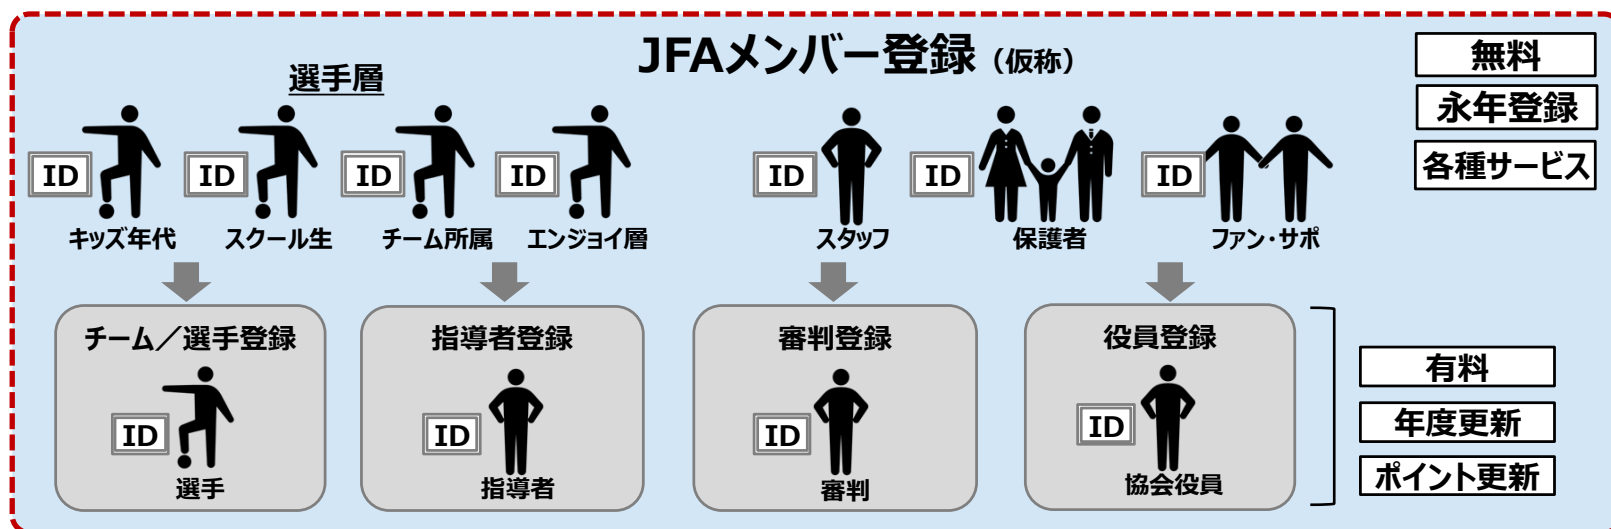 JFAメンバー登録（仮称）
選手層
無料
永年登録
各種サービス
ID
ID
ID
ID
ID
ID
ID
キッズ年代
スクール生
チーム所属
エンジョイ層
スタッフ
保護者
ファン・サポ
チーム／選手登録
指導者登録
審判登録
役員登録
ID
ID
ID
ID
選手
指導者
審判
協会役員
有料
年度更新
ポイント更新